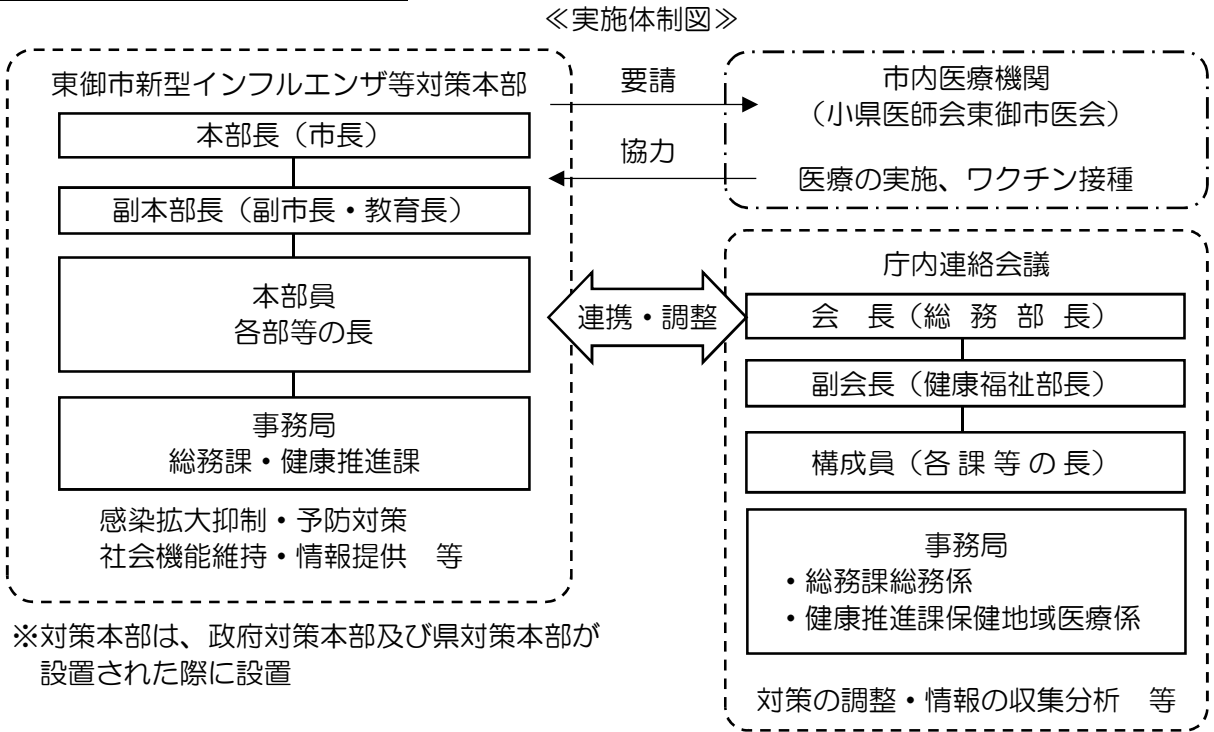 ≪実施体制図≫
東御市新型インフルエンザ等対策本部
本部長(市長)
副本部長(副市長・教育長)
本部員
各部等の長
事務局
総務課・健康推進課
感染拡大抑制・予防対策
社会機能維持・情報提供　等
※対策本部は、政府対策本部及び県対策本部が
設置された際に設置
要請
協力
連携・調整
市内医療機関
(小県医師会東御市医会)
医療の実施、ワクチン接種
庁内連絡会議
会　長(総 務 部 長)
副会長(健康福祉部長)
構成員(各 課 等 の 長)
事務局
・総務課総務係
・健康推進課保健地域医療係
対策の調整・情報の収集分析　等